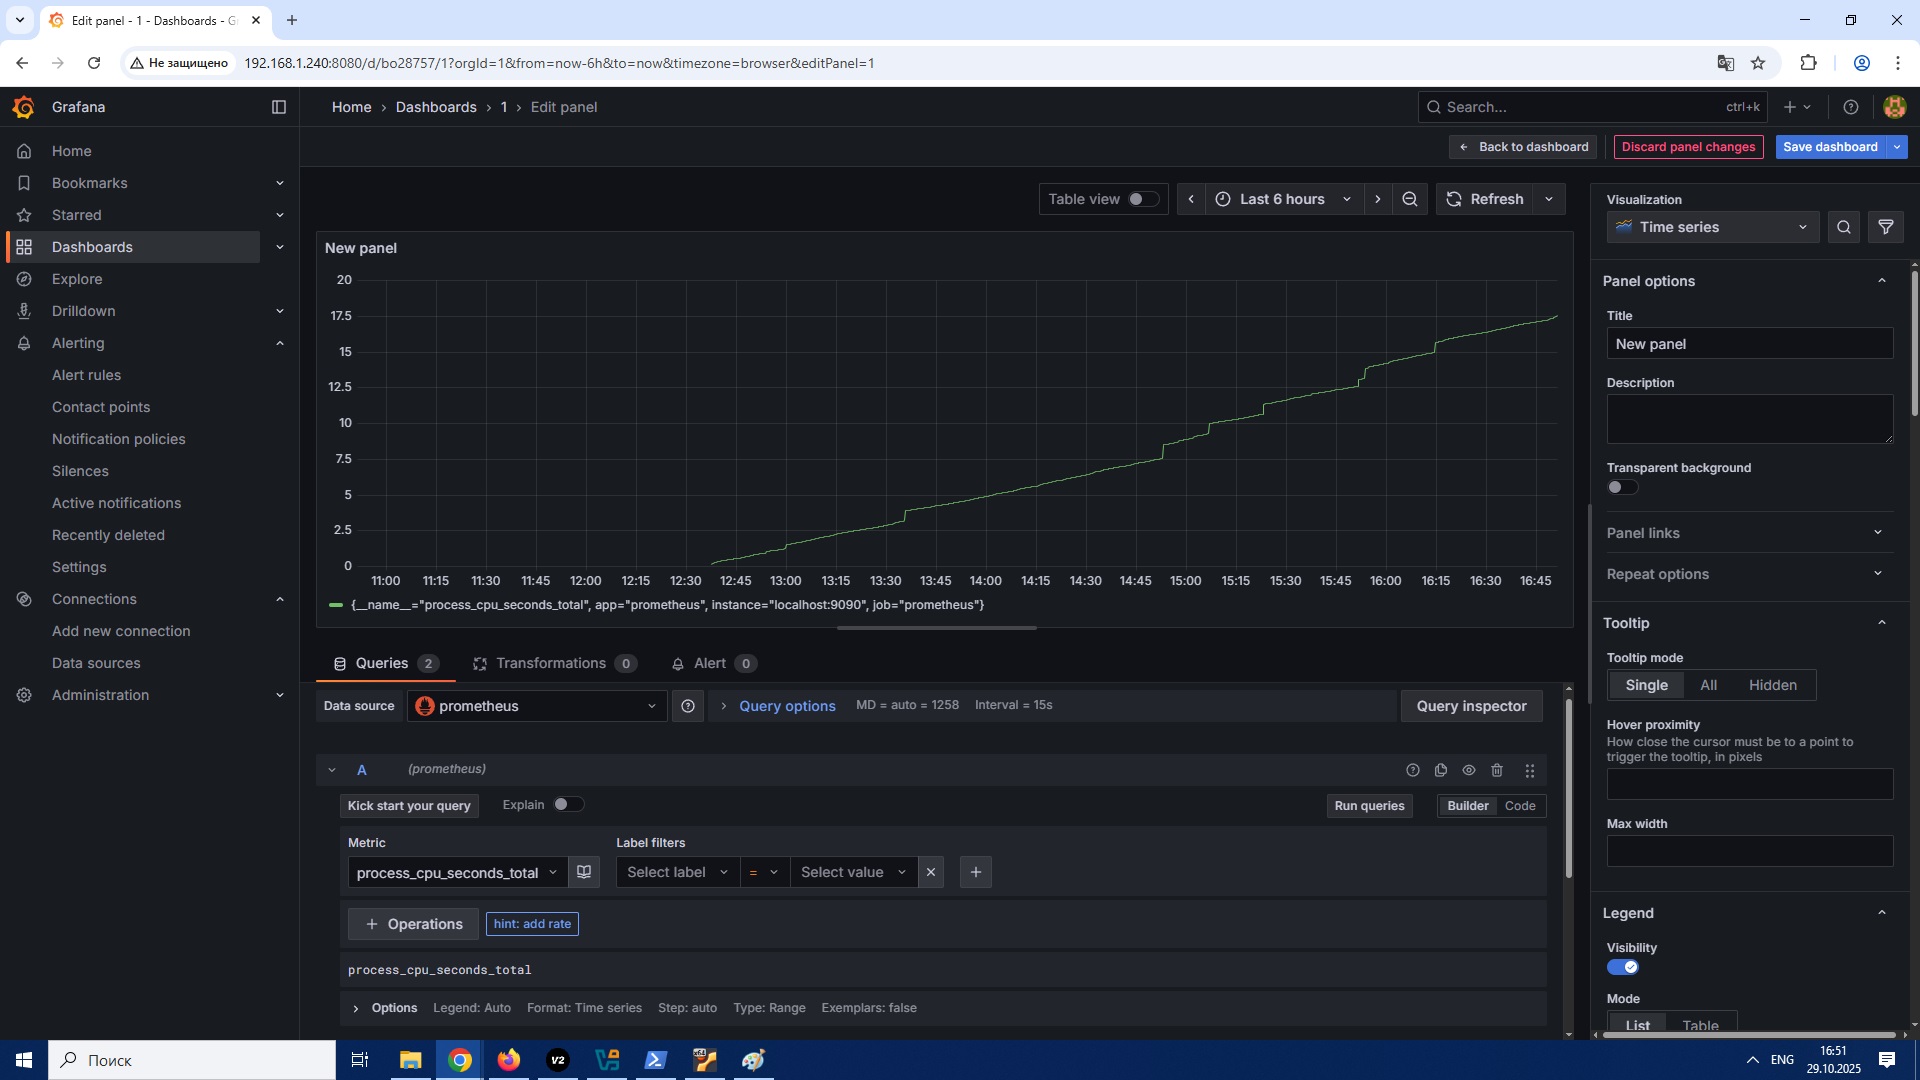 Edit panel - 1 - Dashboards - G
Не защищено
192.168.1.240:8080/d/bo28757/1?orgId=1&from=now-6h&to=now&timezone=browser&editPanel=1
Grafana
Home › Dashboards › 1 › Edit panel
Search...
ctrl+k
Back to dashboard
Discard panel changes
Save dashboard
Home
Bookmarks
Starred
Dashboards
Explore
Drilldown
Alerting
Alert rules
Contact points
Notification policies
Silences
Active notifications
Recently deleted
Settings
Connections
Add new connection
Data sources
Administration
Table view
Last 6 hours
Refresh
New panel
20
17.5
15
12.5
10
7.5
5
2.5
0
11:00 11:15 11:30 11:45 12:00 12:15 12:30 12:45 13:00 13:15 13:30 13:45 14:00 14:15 14:30 14:45 15:00 15:15 15:30 15:45 16:00 16:15 16:30 16:45
{__name__="process_cpu_seconds_total", app="prometheus", instance="localhost:9090", job="prometheus"}
Queries 2 Transformations 0 Alert 0
Data source prometheus Query options MD = auto = 1258 Interval = 15s Query inspector
A (prometheus)
Kick start your query Explain Run queries Builder Code
Metric Label filters
process_cpu_seconds_total Select label = Select value
+ Operations hint: add rate
process_cpu_seconds_total
Options Legend: Auto Format: Time series Step: auto Type: Range Exemplars: false
Visualization
Time series
Panel options
Title
New panel
Description
Transparent background
Panel links
Repeat options
Tooltip
Tooltip mode
Single All Hidden
Hover proximity
How close the cursor must be to a point to
trigger the tooltip, in pixels
Max width
Legend
Visibility
Mode
List Table
Поиск
V2
ENG
16:51
29.10.2025